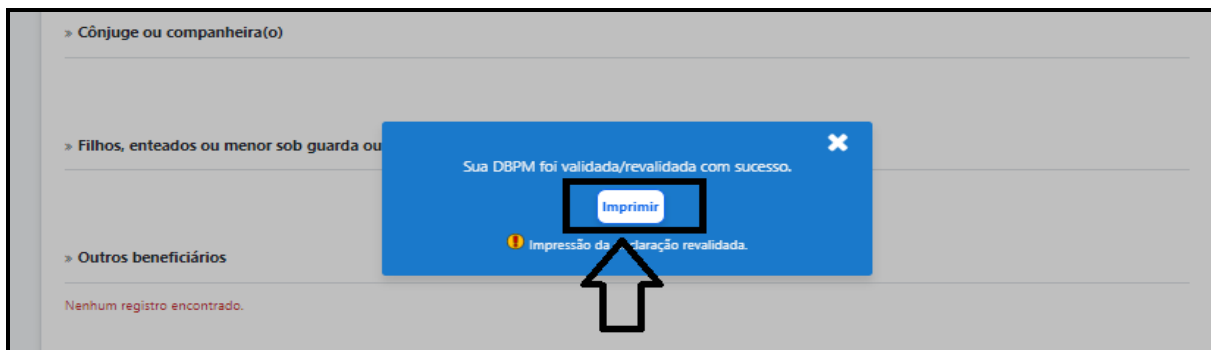 » Cônjuge ou companheira(o)
» Filhos, enteados ou menor sob guarda ou
Sua DBPM foi validada/revalidada com sucesso.
Imprimir
Impressão da claração revalidada.
» Outros beneficiários
Nenhum registro encontrado.